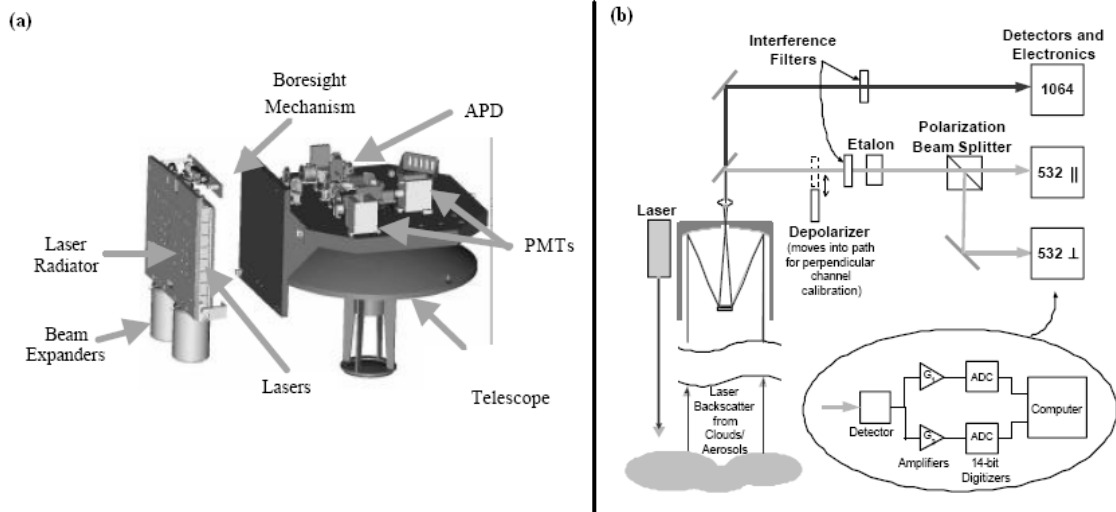 (a)
Boresight
Mechanism
APD
Laser
Radiator
PMTs
Beam
Expanders
Lasers
Telescope
(b)
Detectors and
Electronics
Interference
Filters
1064
Etalon
Polarization
Beam Splitter
532 ||
Laser
Depolarizer
(moves into path
for perpendicular
channel
calibration)
532 ⊥
Laser
Backscatter
from
Clouds/
Aerosols
G₁
ADC
Computer
Detector
G₂
ADC
Amplifiers
14-bit
Digitizers